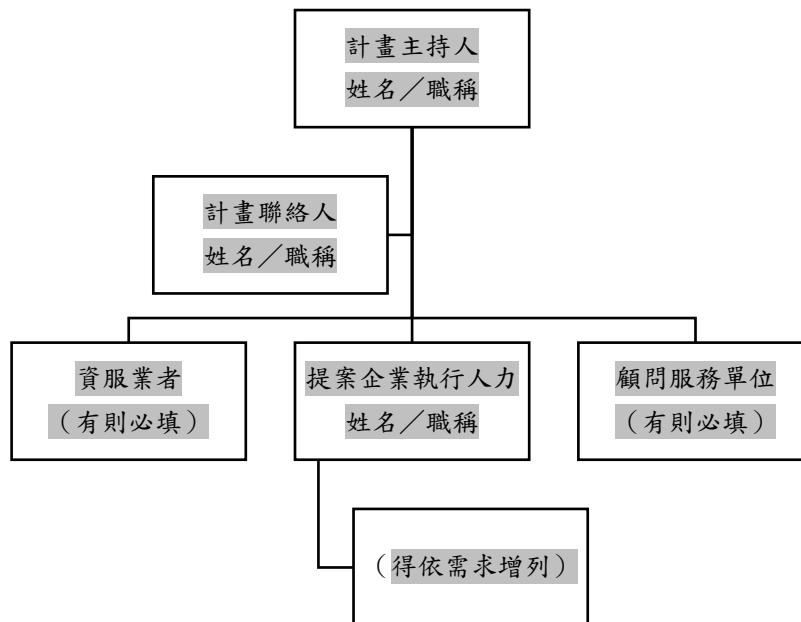 計畫主持人
姓名／職稱
計畫聯絡人
姓名／職稱
資服業者
（有則必填）
提案企業執行人力
姓名／職稱
顧問服務單位
（有則必填）
（得依需求增列）